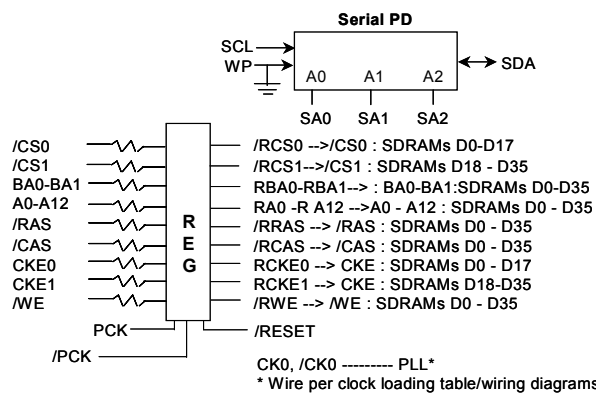 Serial PD
SCL
WP
A0 A1 A2
SDA
SA0 SA1 SA2
/CS0 /RCS0 -->/CS0 : SDRAMs D0-D17
/CS1 /RCS1-->/CS1 : SDRAMs D18 - D35
BA0-BA1 RBA0-RBA1--> : BA0-BA1:SDRAMs D0-D35
A0-A12 RA0 -R A12 -->A0 - A12 : SDRAMs D0 - D35
/RAS /RRAS --> /RAS : SDRAMs D0 - D35
/CAS /RCAS --> /CAS : SDRAMs D0 - D35
CKE0 RCKE0 --> CKE : SDRAMs D0 - D17
CKE1 RCKE1 --> CKE : SDRAMs D18-D35
/WE /RWE --> /WE : SDRAMs D0 - D35
R
E
G
PCK
/RESET
/PCK
CK0, /CK0 --------- PLL*
* Wire per clock loading table/wiring diagrams